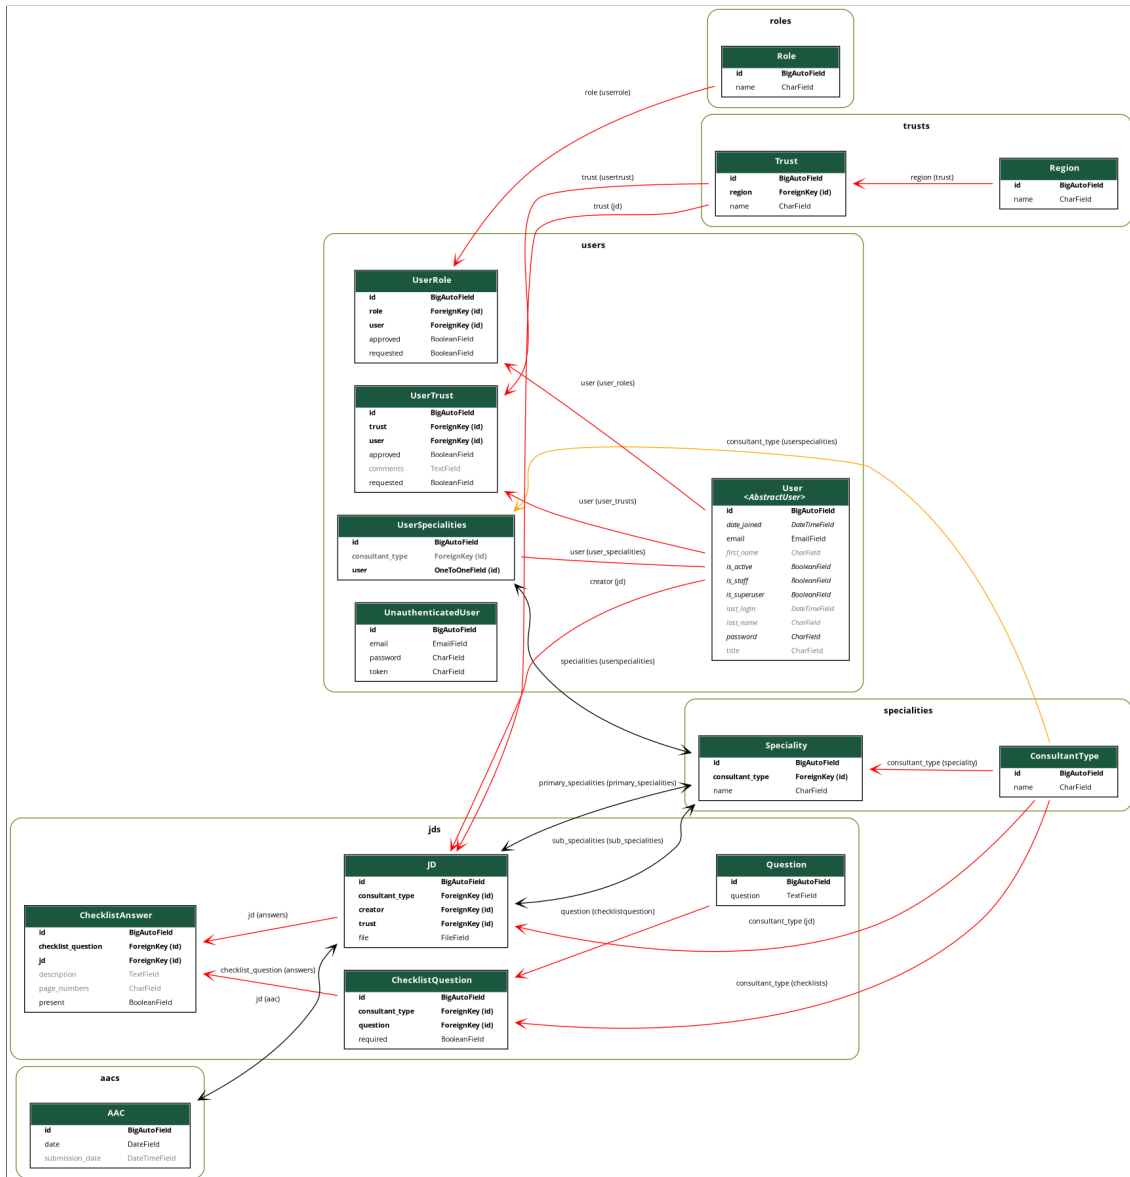 roles
Role
id BigAutoField
name CharField
role (userrole)
trusts
Trust
id BigAutoField
region ForeignKey (id)
name CharField
region (trust)
Region
id BigAutoField
name CharField
trust (usertrust)
trust (jd)
users
UserRole
id BigAutoField
role ForeignKey (id)
user ForeignKey (id)
approved BooleanField
requested BooleanField
user (user_roles)
UserTrust
id BigAutoField
trust ForeignKey (id)
user ForeignKey (id)
approved BooleanField
comments TextField
requested BooleanField
consultant_type (userspecialities)
user (user_trusts)
User
<AbstractUser>
id BigAutoField
date_joined DateTimeField
email EmailField
first_name CharField
is_active BooleanField
is_staff BooleanField
is_superuser BooleanField
last_login DateTimeField
last_name CharField
password CharField
title CharField
UserSpecialities
id BigAutoField
consultant_type ForeignKey (id)
user OneToOneField (id)
user (user_specialities)
creator (jd)
UnauthenticatedUser
id BigAutoField
email EmailField
password CharField
token CharField
specialities (userspecialities)
specialities
Speciality
id BigAutoField
consultant_type ForeignKey (id)
name CharField
consultant_type (speciality)
ConsultantType
id BigAutoField
name CharField
primary_specialities (primary_specialities)
sub_specialities (sub_specialities)
jds
JD
id BigAutoField
consultant_type ForeignKey (id)
creator ForeignKey (id)
trust ForeignKey (id)
file FileField
Question
id BigAutoField
question TextField
question (checklistquestion)
consultant_type (jd)
ChecklistAnswer
id BigAutoField
checklist_question ForeignKey (id)
jd ForeignKey (id)
description TextField
page_numbers CharField
present BooleanField
jd (answers)
checklist_question (answers)
jd (aac)
ChecklistQuestion
id BigAutoField
consultant_type ForeignKey (id)
question ForeignKey (id)
required BooleanField
consultant_type (checklists)
aacs
AAC
id BigAutoField
date DateField
submission_date DateTimeField